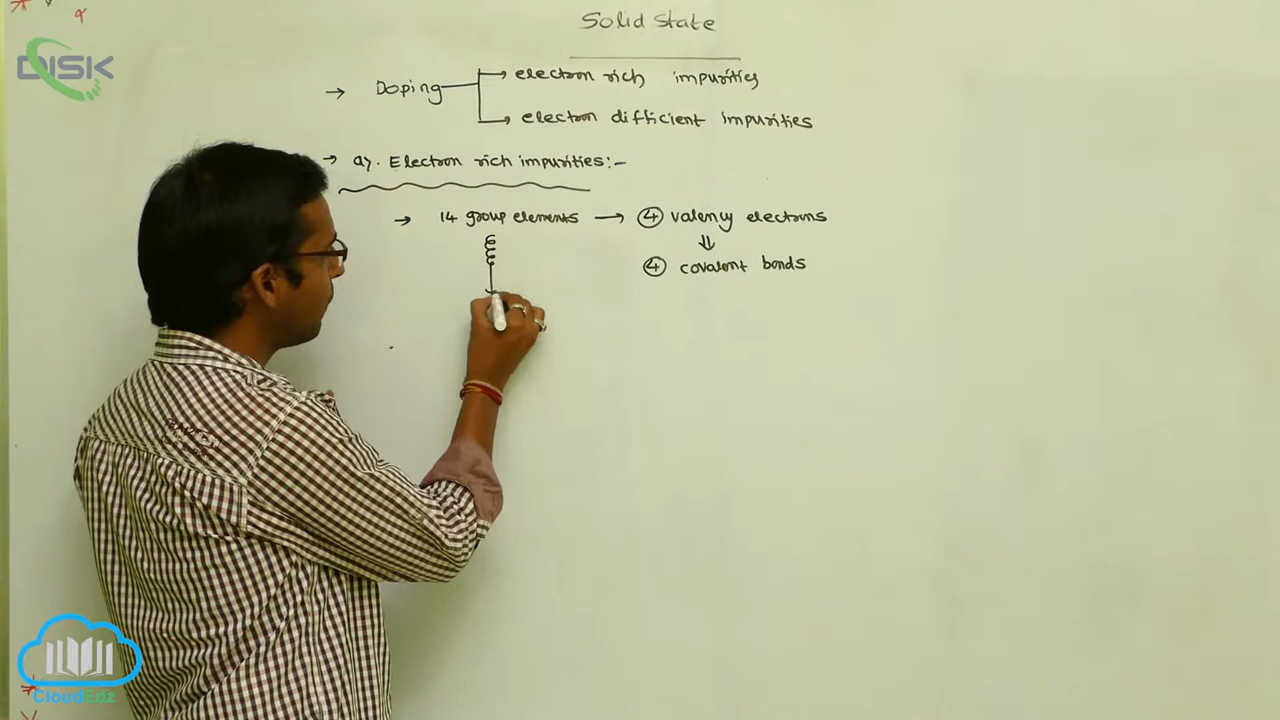 Solid State
DISK
→ Doping → electron rich impurities
→ electron difficient impurities
→ a). Electron rich impurities:-
→ 14 group elements → ④ valeny electrons
⇓
④ covalent bonds
CloudEdz